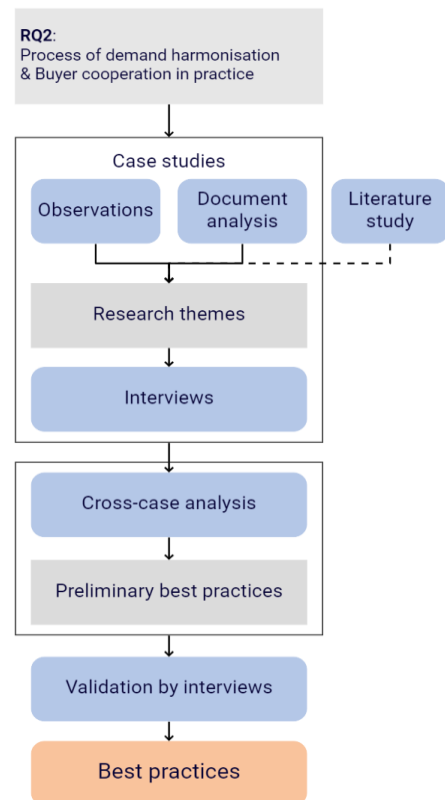 RQ2:
Process of demand harmonisation
& Buyer cooperation in practice
Case studies
Observations
Document
analysis
Literature
study
Research themes
Interviews
Cross-case analysis
Preliminary best practices
Validation by interviews
Best practices